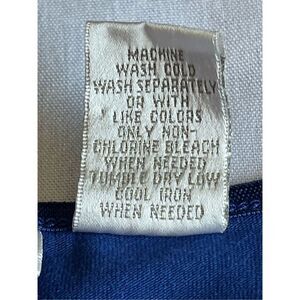 MACHINE
WASH COLD
WASH SEPARATELY
OR WITH
LIKE COLORS
ONLY NON-
CHLORINE BLEACH
WHEN NEEDED
TUMBLE DRY LOW
COOL IRON
WHEN NEEDED